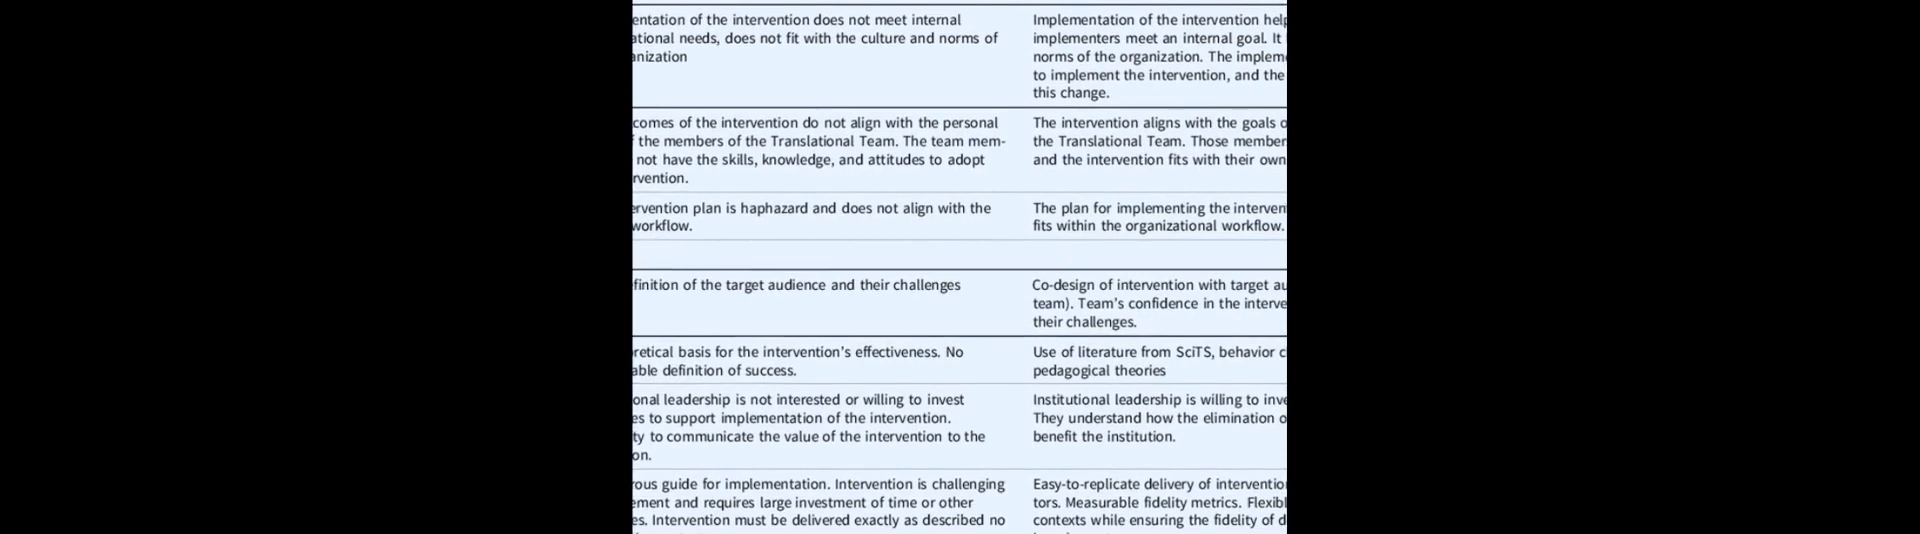 entation of the intervention does not meet internal
ational needs, does not fit with the culture and norms of
anization
Implementation of the intervention help
implementers meet an internal goal. It
norms of the organization. The implem
to implement the intervention, and the
this change.
comes of the intervention do not align with the personal
the members of the Translational Team. The team mem-
not have the skills, knowledge, and attitudes to adopt
rvention.
The intervention aligns with the goals o
the Translational Team. Those member
and the intervention fits with their own
ervention plan is haphazard and does not align with the
workflow.
The plan for implementing the interven
fits within the organizational workflow.
finition of the target audience and their challenges
Co-design of intervention with target au
team). Team's confidence in the interve
their challenges.
retical basis for the intervention's effectiveness. No
able definition of success.
Use of literature from SciTS, behavior c
pedagogical theories
onal leadership is not interested or willing to invest
es to support implementation of the intervention.
ty to communicate the value of the intervention to the
on.
Institutional leadership is willing to inve
They understand how the elimination o
benefit the institution.
rous guide for implementation. Intervention is challenging
ement and requires large investment of time or other
es. Intervention must be delivered exactly as described no
Easy-to-replicate delivery of interventio
tors. Measurable fidelity metrics. Flexibl
contexts while ensuring the fidelity of d